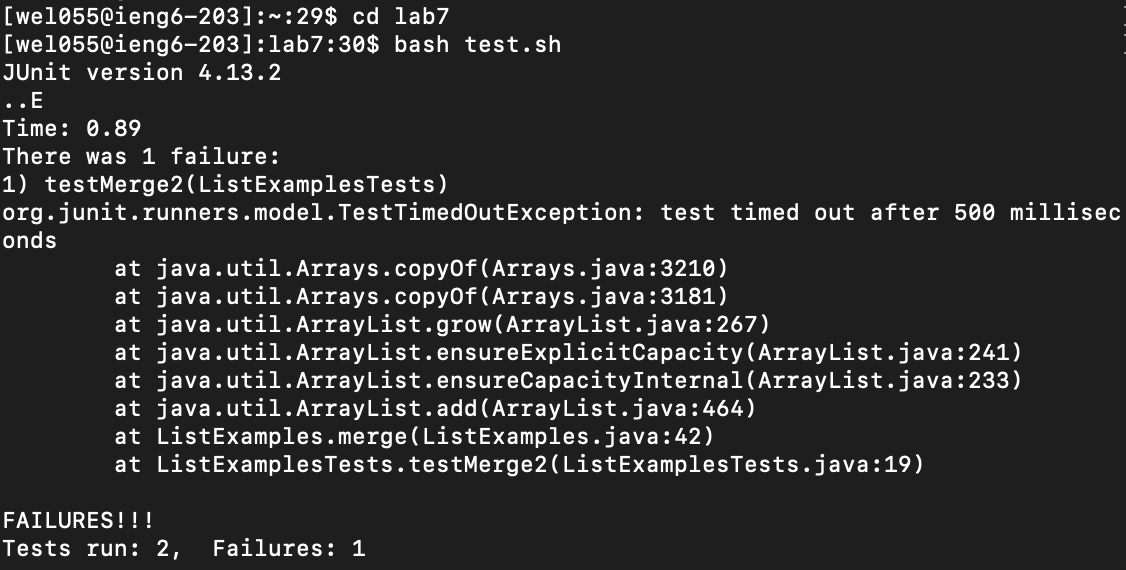 [wel055@ieng6-203]:~:29$ cd lab7
[wel055@ieng6-203]:lab7:30$ bash test.sh
JUnit version 4.13.2
..E
Time: 0.89
There was 1 failure:
1) testMerge2(ListExamplesTests)
org.junit.runners.model.TestTimedOutException: test timed out after 500 millisec
onds
        at java.util.Arrays.copyOf(Arrays.java:3210)
        at java.util.Arrays.copyOf(Arrays.java:3181)
        at java.util.ArrayList.grow(ArrayList.java:267)
        at java.util.ArrayList.ensureExplicitCapacity(ArrayList.java:241)
        at java.util.ArrayList.ensureCapacityInternal(ArrayList.java:233)
        at java.util.ArrayList.add(ArrayList.java:464)
        at ListExamples.merge(ListExamples.java:42)
        at ListExamplesTests.testMerge2(ListExamplesTests.java:19)
FAILURES!!!
Tests run: 2,  Failures: 1